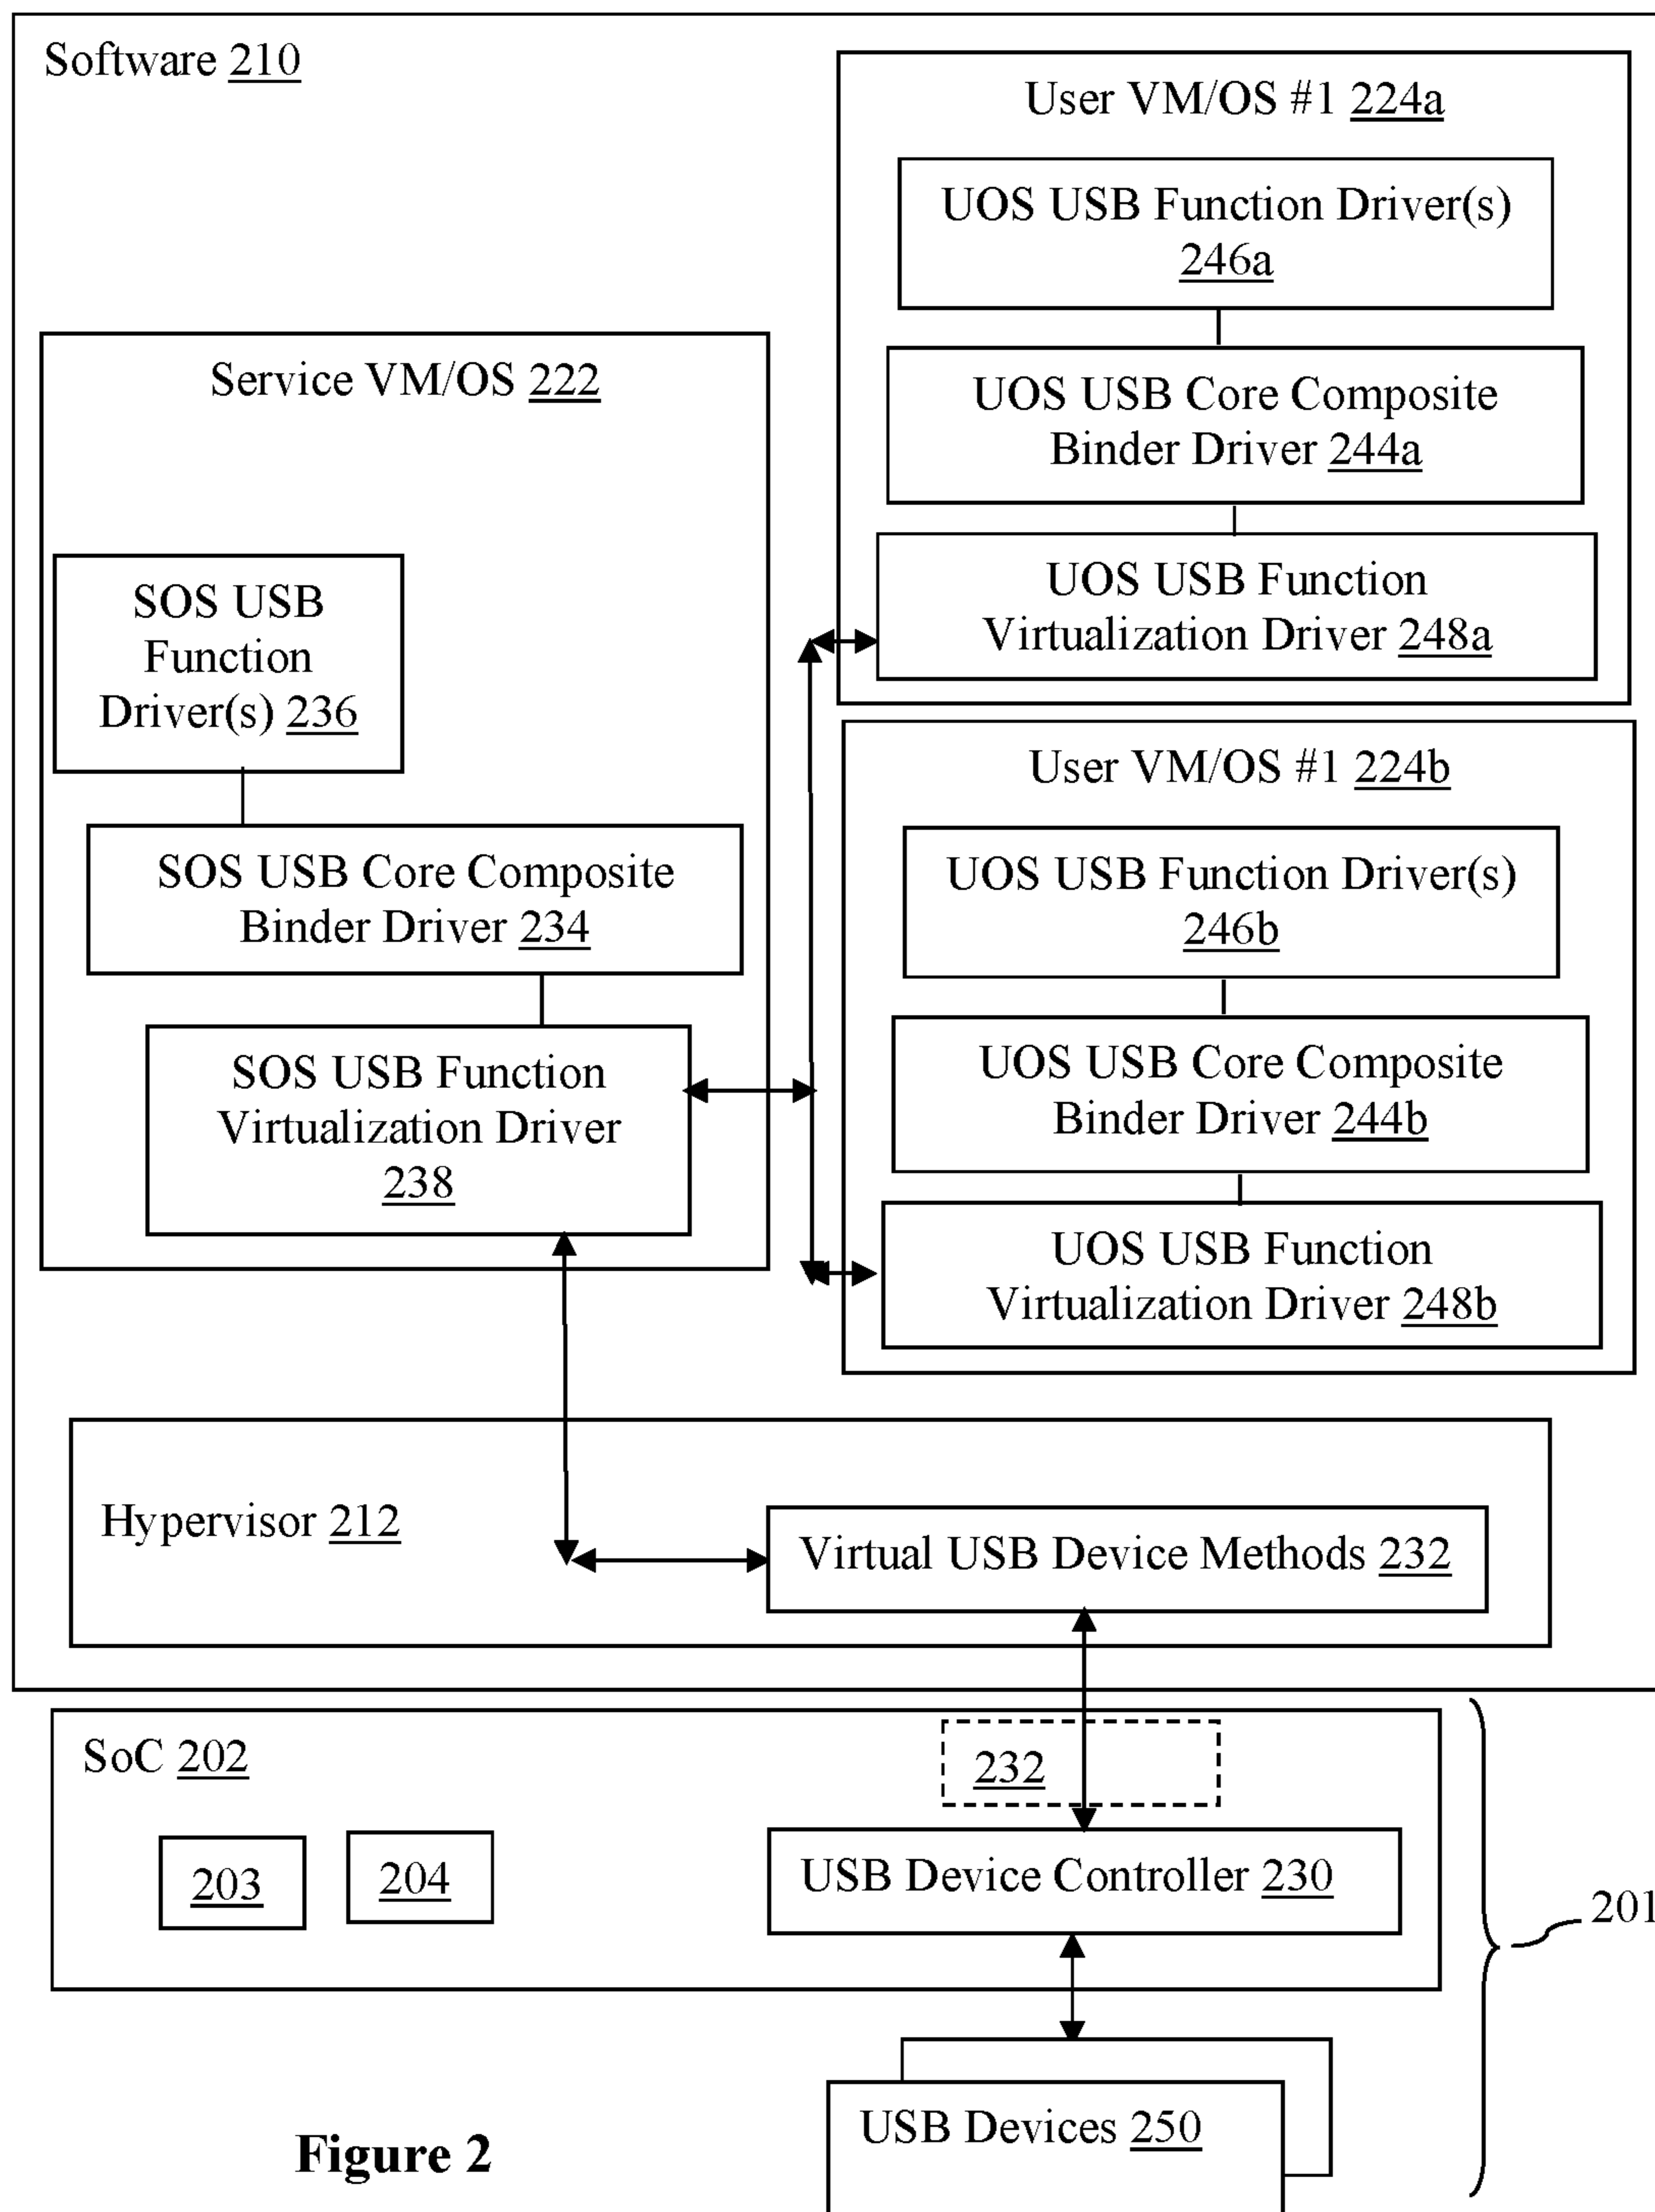 Software 210
User VM/OS #1 224a
UOS USB Function Driver(s)
246a
UOS USB Core Composite
Binder Driver 244a
UOS USB Function
Virtualization Driver 248a
Service VM/OS 222
SOS USB
Function
Driver(s) 236
SOS USB Core Composite
Binder Driver 234
SOS USB Function
Virtualization Driver
238
User VM/OS #1 224b
UOS USB Function Driver(s)
246b
UOS USB Core Composite
Binder Driver 244b
UOS USB Function
Virtualization Driver 248b
Hypervisor 212
Virtual USB Device Methods 232
SoC 202
232
203
204
USB Device Controller 230
201
USB Devices 250
Figure 2